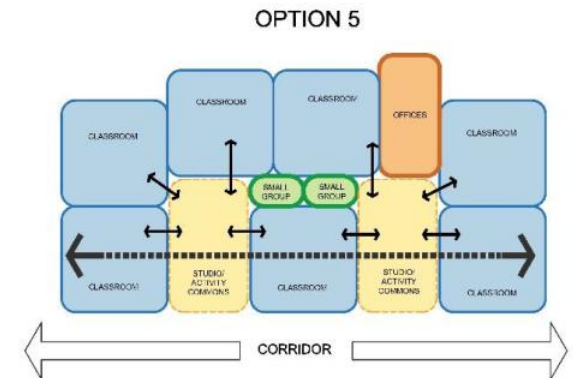 OPTION 5
CLASSROOM
CLASSROOM
OFFICES
CLASSROOM
CLASSROOM
SMALL
GROUP
SMALL
GROUP
STUDIO/
ACTIVITY
COMMONS
STUDIO/
ACTIVITY
COMMONS
CLASSROOM
CLASSROOM
CLASSROOM
CORRIDOR